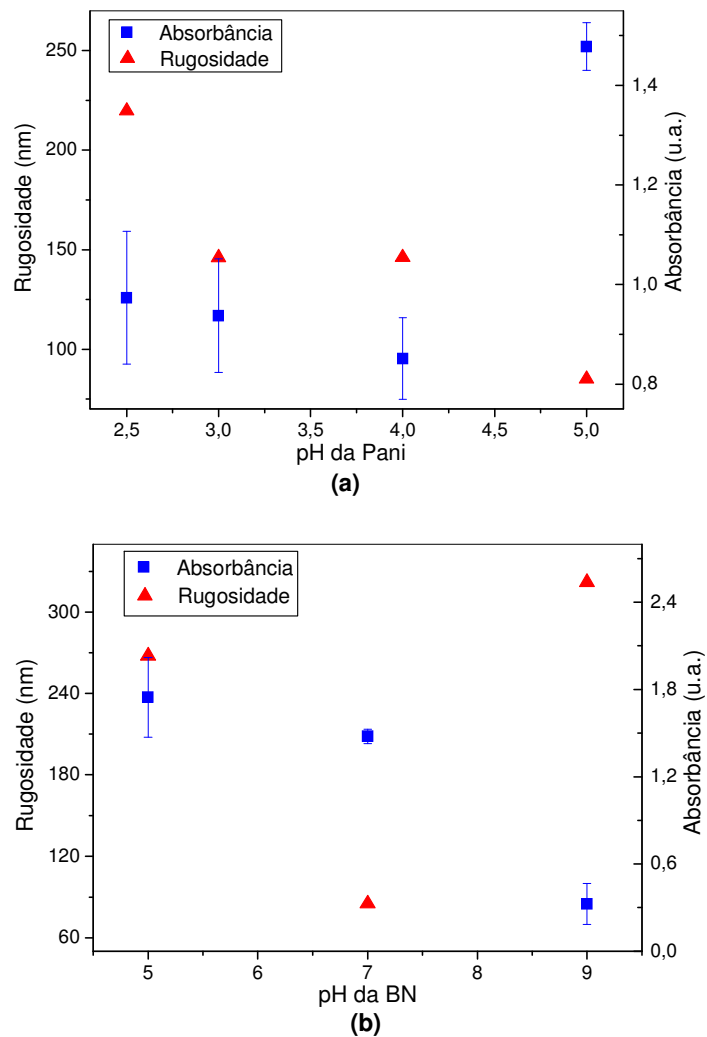 Absorbância
Rugosidade
250
200
150
100
Rugosidade (nm)
1,4
1,2
1,0
0,8
Absorbância (u.a.)
2,5
3,0
3,5
4,0
4,5
5,0
pH da Pani
(a)
Absorbância
Rugosidade
300
240
180
120
60
Rugosidade (nm)
2,4
1,8
1,2
0,6
0,0
Absorbância (u.a.)
5
6
7
8
9
pH da BN
(b)